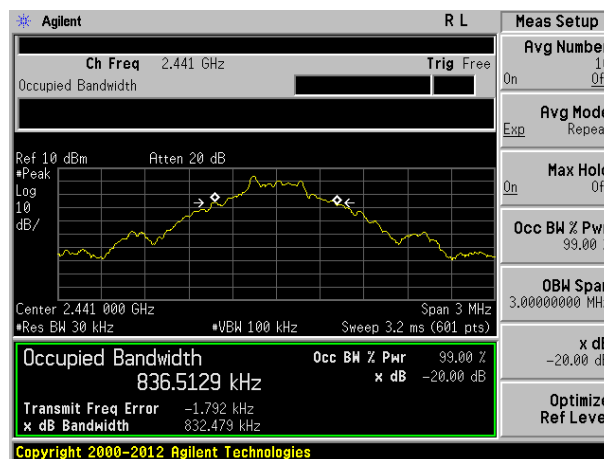 Agilent R L Meas Setup
Ch Freq 2.441 GHz Trig Free
Occupied Bandwidth
Avg Number
On
Avg Mode
Exp
Max Hold
On
Occ BW % Pwr
99.00
OBW Span
3.00000000
x dB
-20.00
Optimize
Ref Level
Ref 10 dBm Atten 20 dB
#Peak
Log
10
dB/
Center 2.441 000 GHz Span 3 MHz
#Res BW 30 kHz #VBW 100 kHz Sweep 3.2 ms (601 pts)
Occupied Bandwidth Occ BW % Pwr 99.00 %
836.5129 kHz x dB -20.00 dB
Transmit Freq Error -1.792 kHz
x dB Bandwidth 832.479 kHz
Copyright 2000-2012 Agilent Technologies